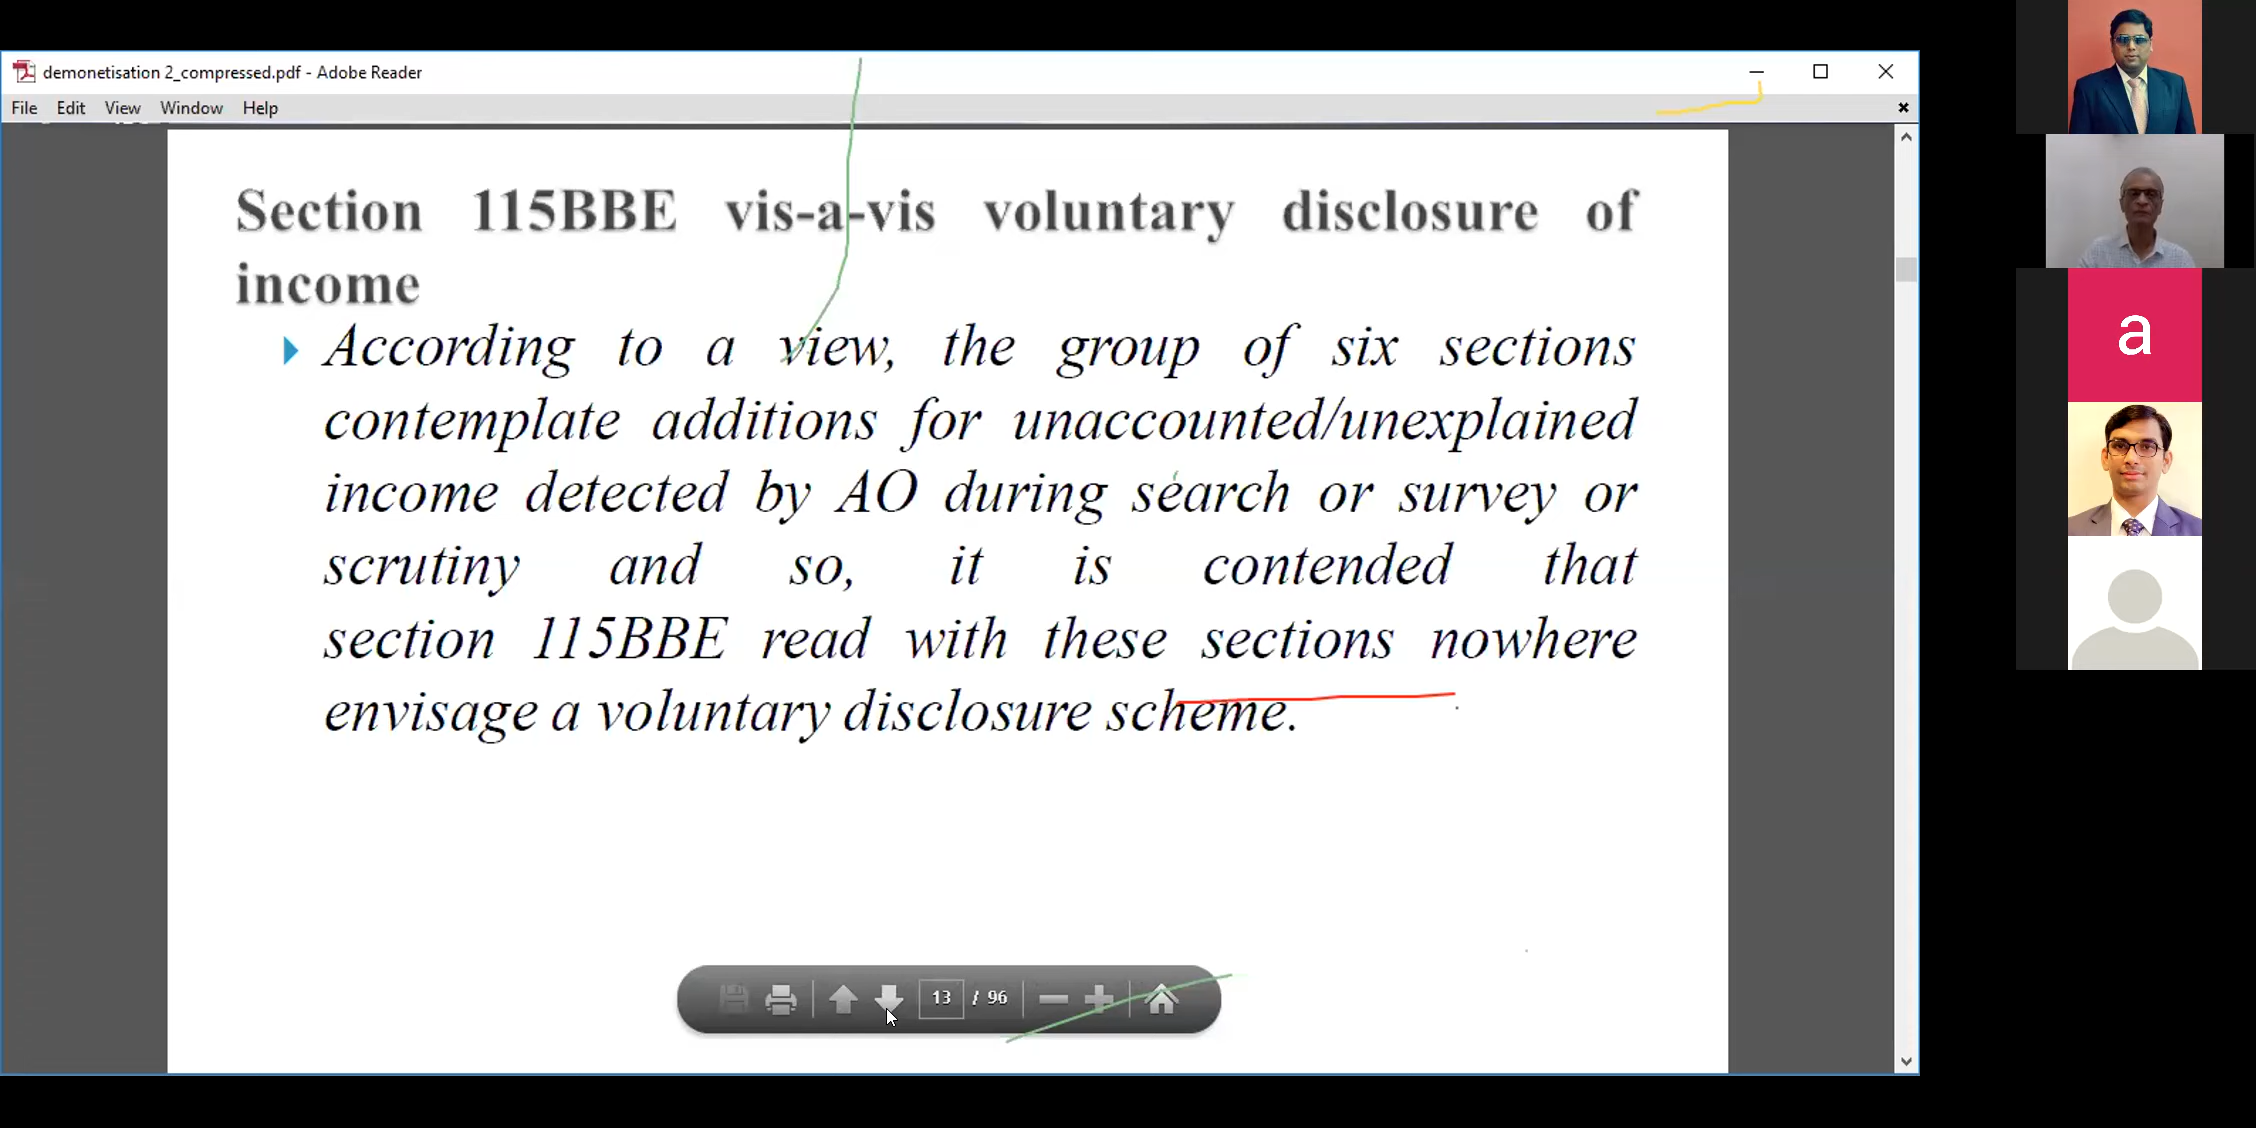 demonetisation 2_compressed.pdf - Adobe Reader
File Edit View Window Help
Section 115BBE vis-a-vis voluntary disclosure of
income
According to a view, the group of six sections
contemplate additions for unaccounted/unexplained
income detected by AO during search or survey or
scrutiny and so, it is contended that
section 115BBE read with these sections nowhere
envisage a voluntary disclosure scheme.
13 / 96
a